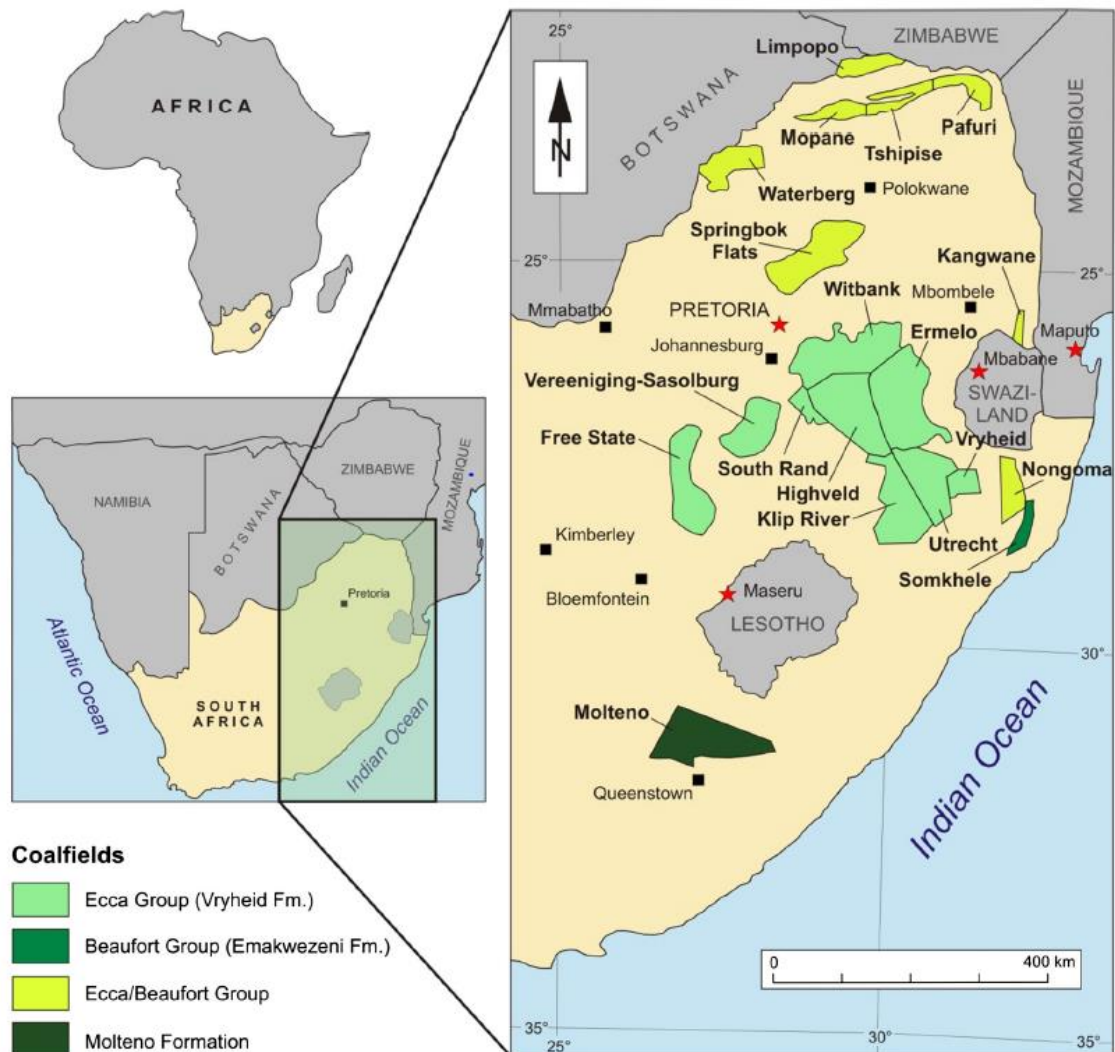 AFRICA
NAMIBIA
BOTSWANA
ZIMBABWE
MOZAMBIQUE
Pretoria
Atlantic Ocean
SOUTH
AFRICA
Indian Ocean
Coalfields
Ecca Group (Vryheid Fm.)
Beaufort Group (Emakwezeni Fm.)
Ecca/Beaufort Group
Molteno Formation
25°
ZIMBABWE
Limpopo
BOTSWANA
MOZAMBIQUE
N
Mopane
Tshipise
Pafuri
Waterberg
Polokwane
Springbok
Flats
25°
25°
Kangwane
Witbank
Mbombele
PRETORIA
Mmabatho
Ermelo
Maputo
Johannesburg
Mbabane
Vereeniging-Sasolburg
SWAZI-
LAND
Free State
Vryheid
South Rand
Nongoma
Highveld
Klip River
Kimberley
Utrecht
Somkhele
Bloemfontein
Maseru
LESOTHO
30°
Molteno
Queenstown
Indian Ocean
0
400 km
35°
25°
30°
35°